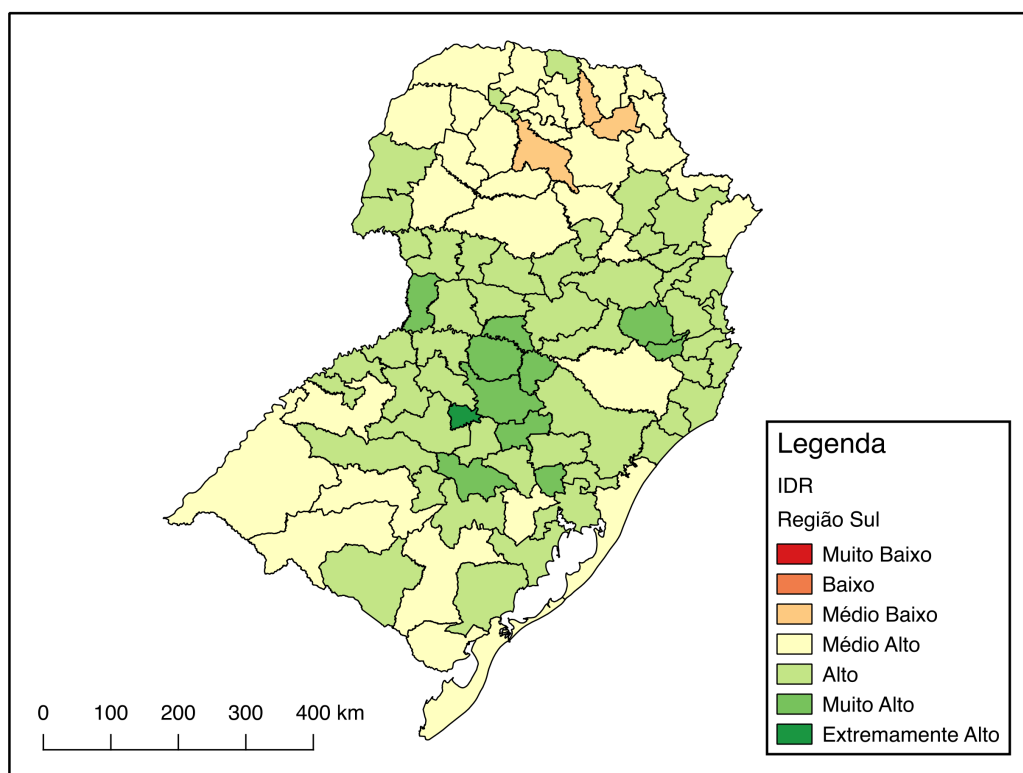 Legenda
IDR
Região Sul
Muito Baixo
Baixo
Médio Baixo
Médio Alto
Alto
Muito Alto
Extremamente Alto
0 100 200 300 400 km